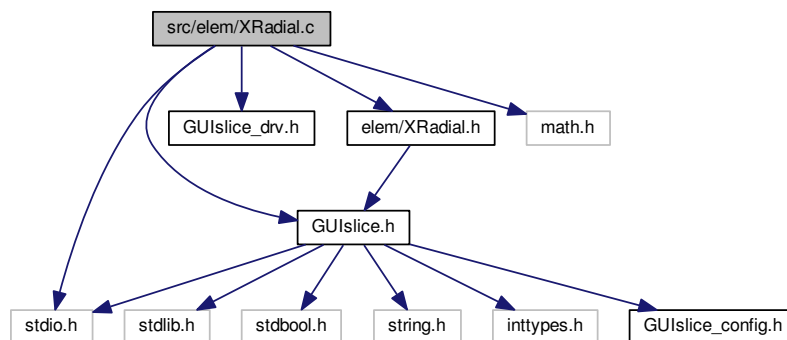 src/elem/XRadial.c
GUIslice_drv.h
elem/XRadial.h
math.h
GUIslice.h
stdio.h
stdlib.h
stdbool.h
string.h
inttypes.h
GUIslice_config.h